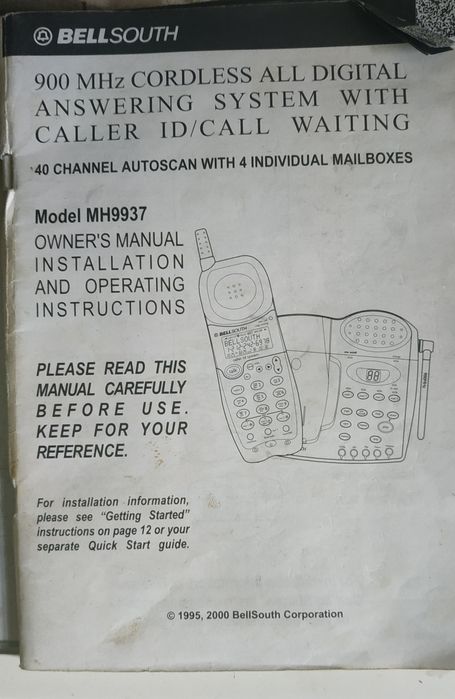 BELLSOUTH
900 MHz CORDLESS ALL DIGITAL
ANSWERING SYSTEM WITH
CALLER ID/CALL WAITING
40 CHANNEL AUTOSCAN WITH 4 INDIVIDUAL MAILBOXES
Model MH9937
OWNER'S MANUAL
INSTALLATION
AND OPERATING
INSTRUCTIONS
BELLSOUTH
BELLSOUTH
88
PLEASE READ THIS
MANUAL CAREFULLY
BEFORE USE.
KEEP FOR YOUR
REFERENCE.
For installation information,
please see "Getting Started"
instructions on page 12 or your
separate Quick Start guide.
© 1995, 2000 BellSouth Corporation